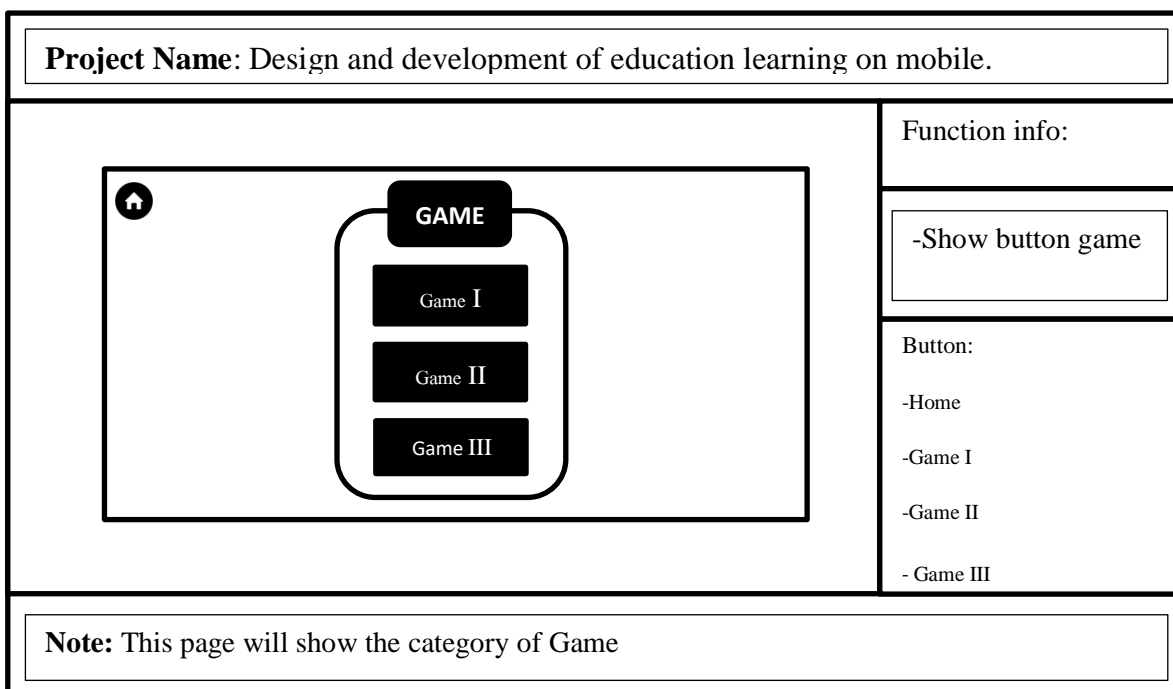 Project Name: Design and development of education learning on mobile.
GAME
Game I
Game II
Game III
Function info:
-Show button game
Button:
-Home
-Game I
-Game II
- Game III
Note: This page will show the category of Game